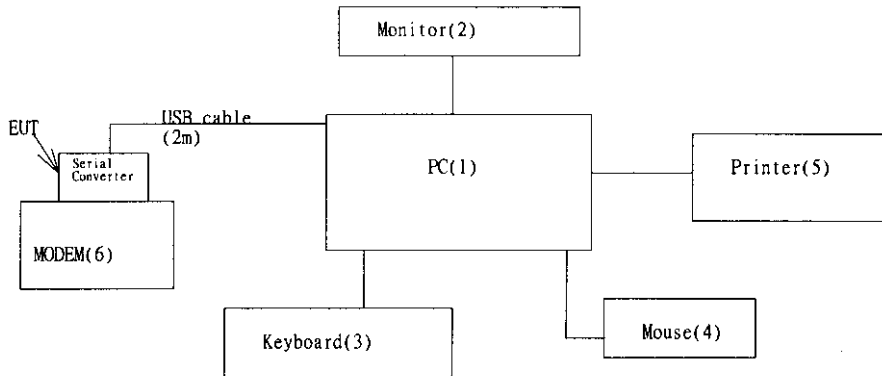 Monitor(2)
USB cable
(2m)
EUT
Serial
Converter
PC(1)
Printer(5)
MODEM(6)
Keyboard(3)
Mouse(4)